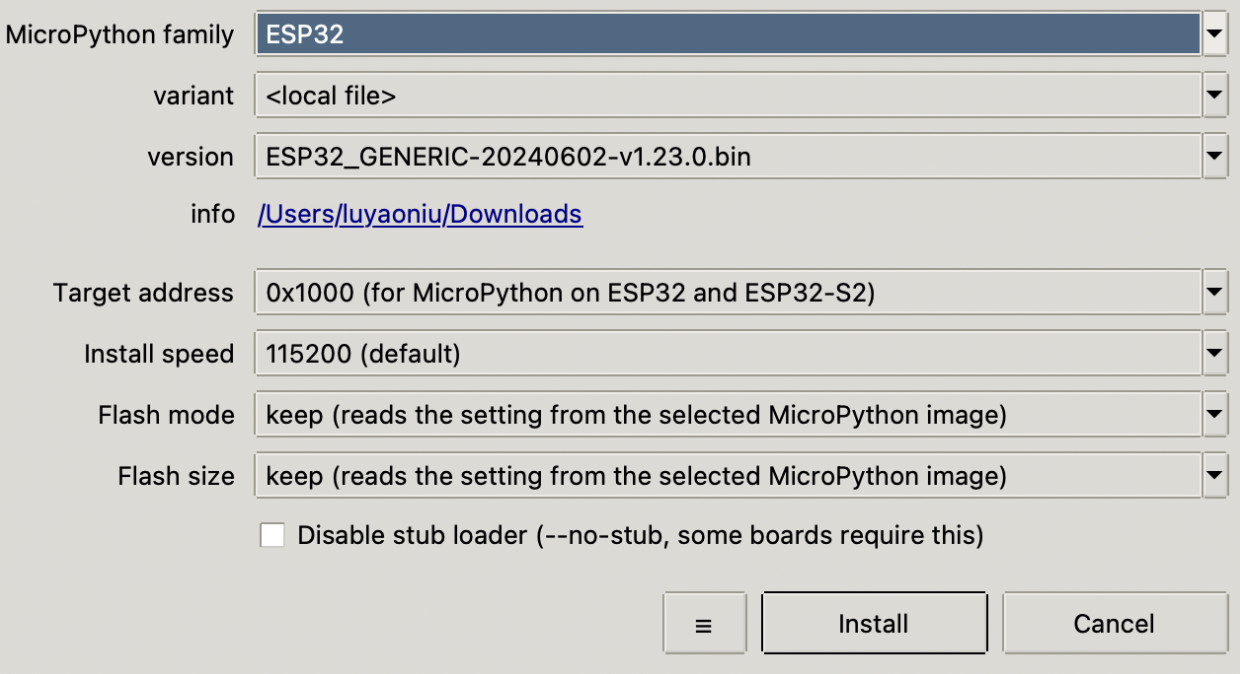 MicroPython family ESP32
variant <local file>
version ESP32_GENERIC-20240602-v1.23.0.bin
info /Users/luyaoniu/Downloads
Target address 0x1000 (for MicroPython on ESP32 and ESP32-S2)
Install speed 115200 (default)
Flash mode keep (reads the setting from the selected MicroPython image)
Flash size keep (reads the setting from the selected MicroPython image)
Disable stub loader (--no-stub, some boards require this)
≡ Install Cancel